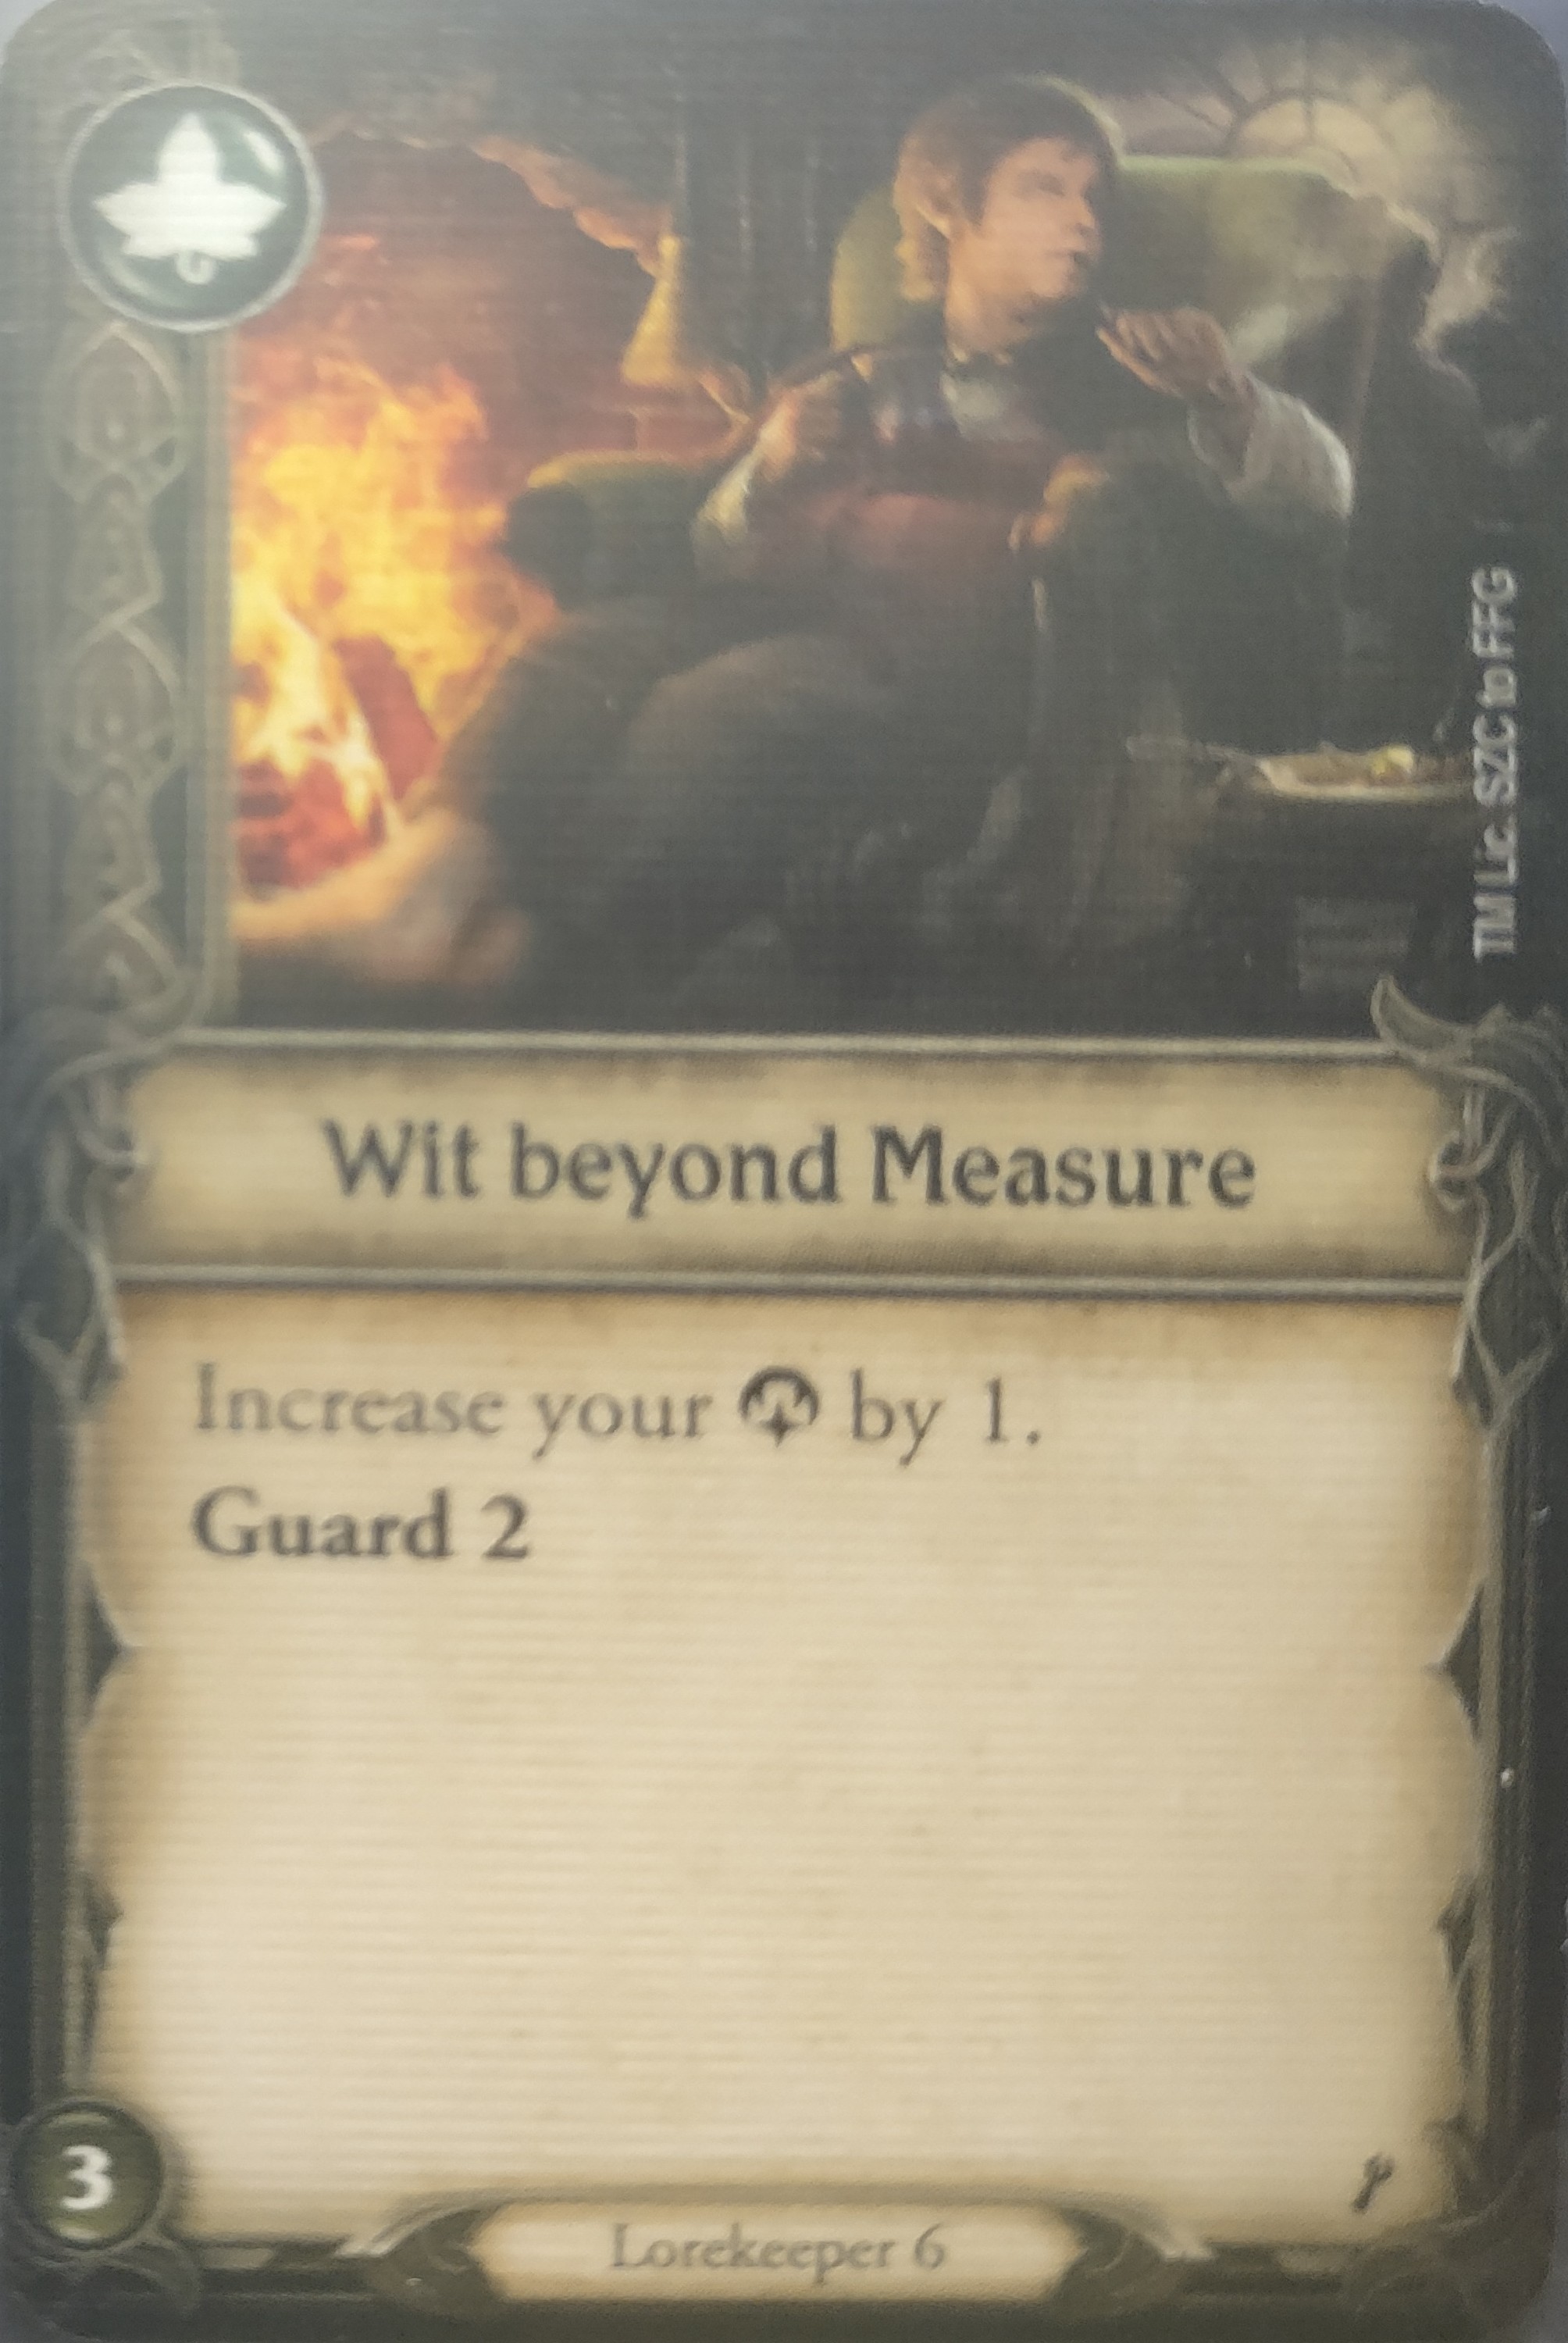 TM Lic. SZC to FFG
Wit beyond Measure
Increase your by 1.
Guard 2
3
Lorekeeper 6